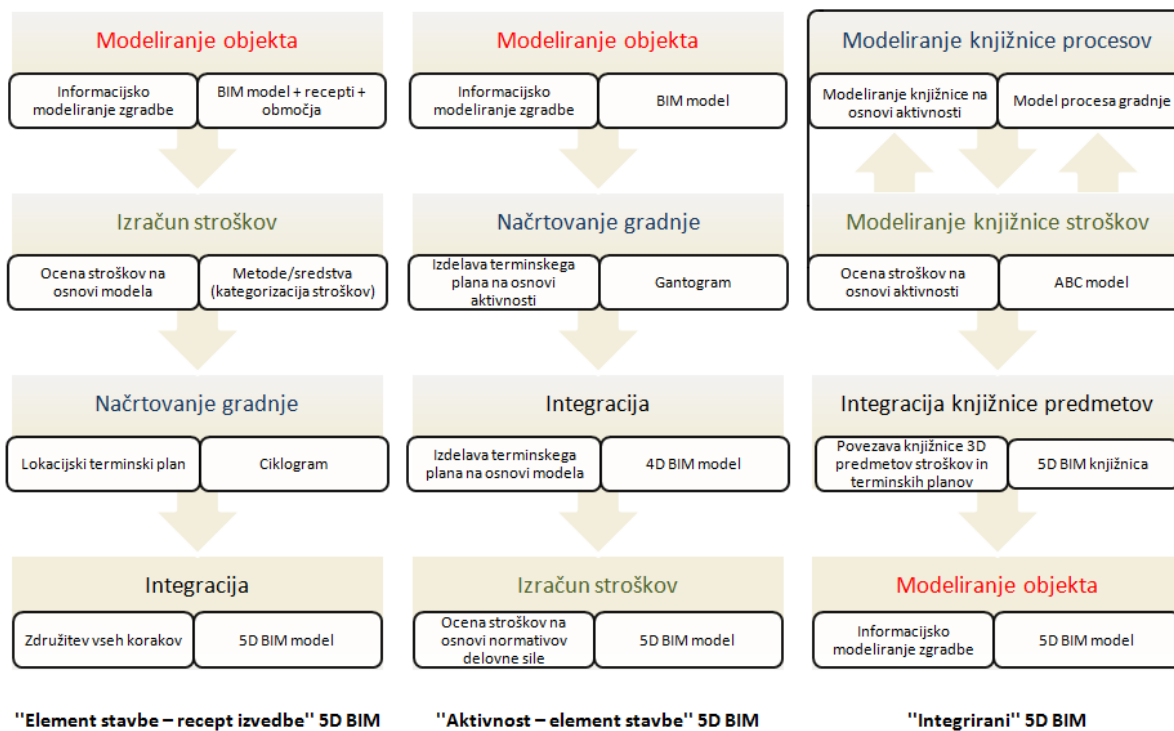 Modeliranje objekta
Informacijsko
modeliranje zgradbe
BIM model + recepti +
območja
Izračun stroškov
Ocena stroškov na
osnovi modela
Metode/sredstva
(kategorizacija stroškov)
Načrtovanje gradnje
Lokacijski terminski plan
Ciklogram
Integracija
Združitev vseh korakov
5D BIM model
"Element stavbe – recept izvedbe" 5D BIM
Modeliranje objekta
Informacijsko
modeliranje zgradbe
BIM model
Načrtovanje gradnje
Izdelava terminskega
plana na osnovi
aktivnosti
Gantogram
Integracija
Izdelava terminskega
plana na osnovi modela
4D BIM model
Izračun stroškov
Ocena stroškov na
osnovi normativov
delovne sile
5D BIM model
"Aktivnost – element stavbe" 5D BIM
Modeliranje knjižnice procesov
Modeliranje knjižnice na
osnovi aktivnosti
Model procesa gradnje
Modeliranje knjižnice stroškov
Ocena stroškov na
osnovi aktivnosti
ABC model
Integracija knjižnice predmetov
Povezava knjižnice 3D
predmetov stroškov in
terminskih planov
5D BIM knjižnica
Modeliranje objekta
Informacijsko
modeliranje zgradbe
5D BIM model
"Integrirani" 5D BIM